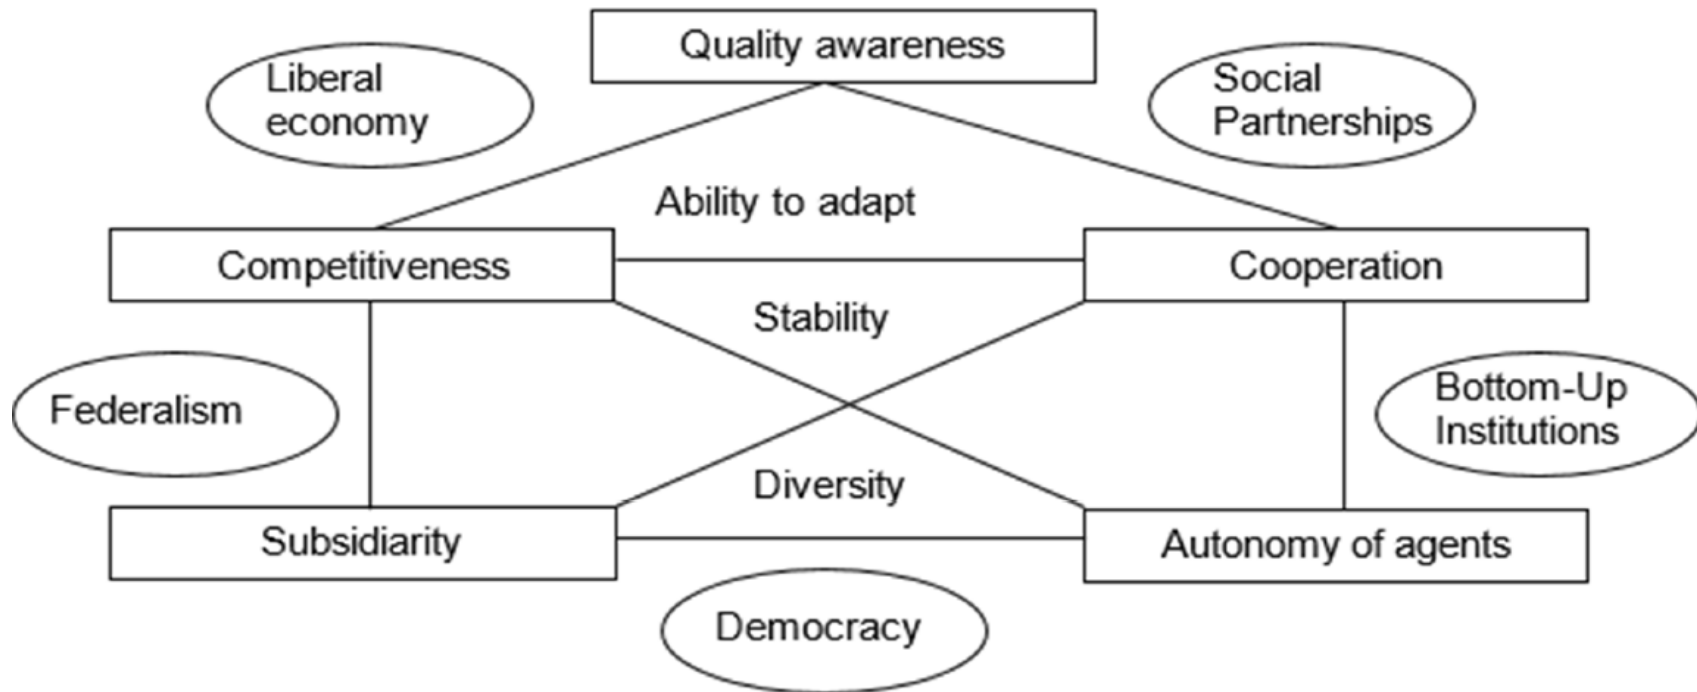 Quality awareness
Liberal
economy
Social
Partnerships
Ability to adapt
Competitiveness
Cooperation
Stability
Federalism
Bottom-Up
Institutions
Diversity
Subsidiarity
Autonomy of agents
Democracy